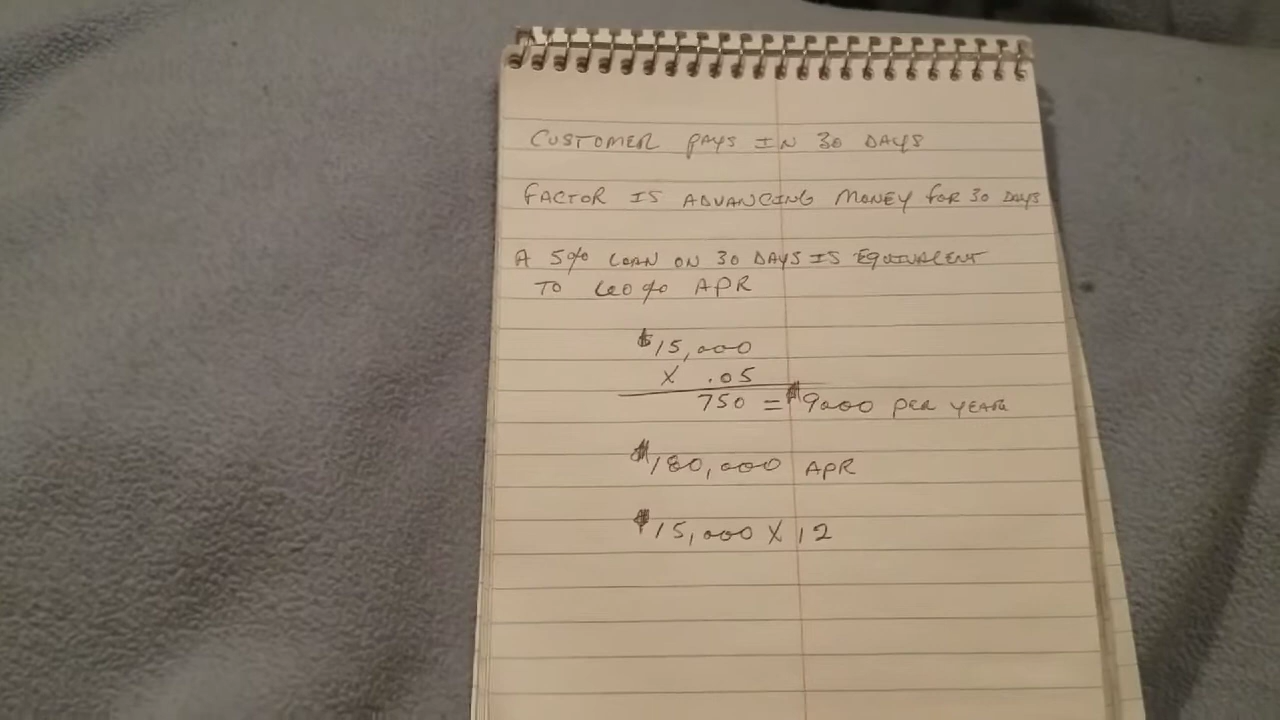 CUSTOMER PAYS IN 30 DAYS
FACTOR IS ADVANCING MONEY FOR 30 DAYS
A 5% LOAN ON 30 DAYS IS EQUIVALENT
TO 60% APR
$15,000
X .05
750 = $9000 PER YEAR
$180,000 APR
$15,000 X 12